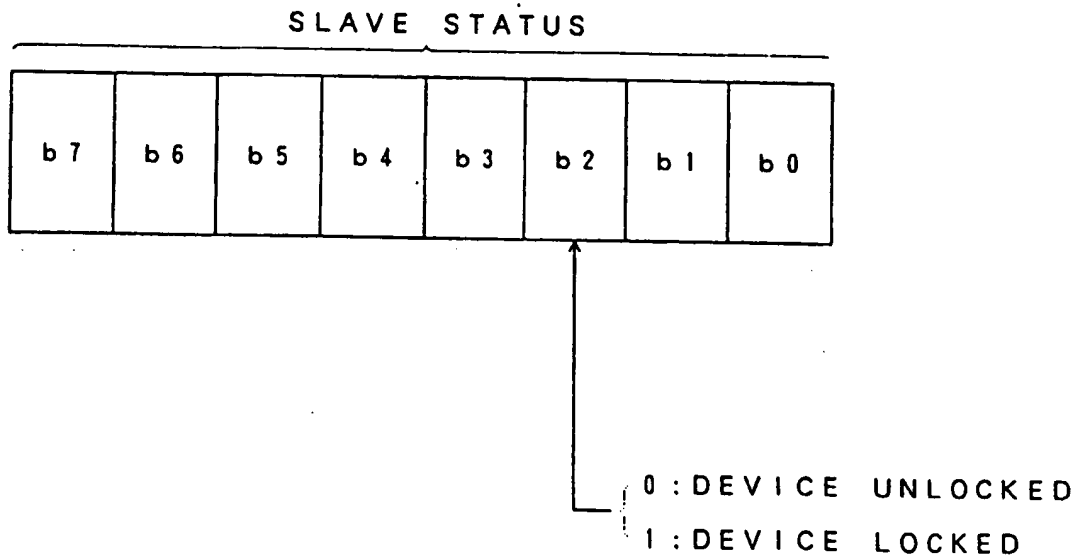 SLAVE STATUS
b7 b6 b5 b4 b3 b2 b1 b0
0:DEVICE UNLOCKED
1:DEVICE LOCKED